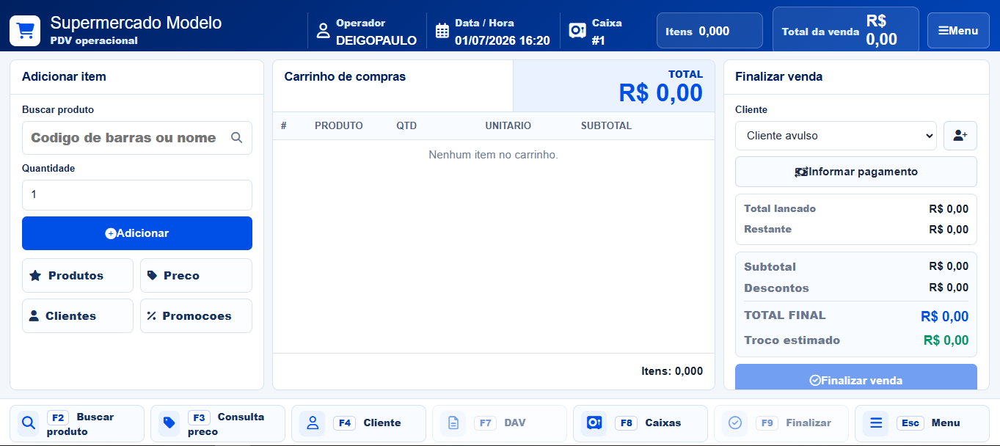 Supermercado Modelo
PDV operacional
Operador
DEIGOPAULO
Data / Hora
01/07/2026 16:20
Caixa
#1
Itens 0,000
Total da venda R$ 0,00
Menu
Adicionar item
Buscar produto
Codigo de barras ou nome
Quantidade
1
Adicionar
Produtos
Preco
Clientes
Promocoes
Carrinho de compras
TOTAL
R$ 0,00
# PRODUTO QTD UNITARIO SUBTOTAL
Nenhum item no carrinho.
Itens: 0,000
Finalizar venda
Cliente
Cliente avulso
Informar pagamento
Total lancado R$ 0,00
Restante R$ 0,00
Subtotal R$ 0,00
Descontos R$ 0,00
TOTAL FINAL R$ 0,00
Troco estimado R$ 0,00
Finalizar venda
F2 Buscar produto
F3 Consulta preco
F4 Cliente
F7 DAV
F8 Caixas
F9 Finalizar
Esc Menu